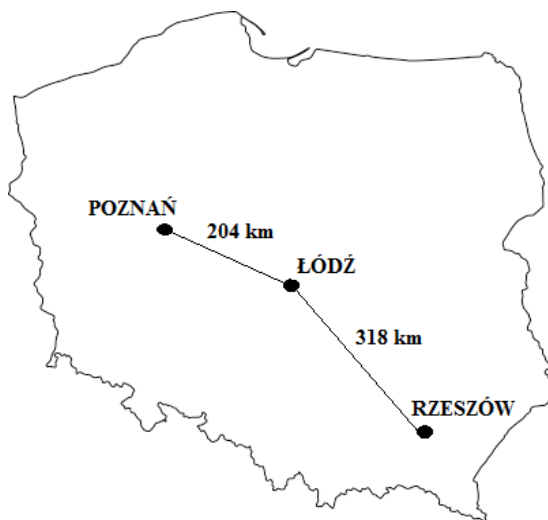 POZNAŃ
204 km
ŁÓDŹ
318 km
RZESZÓW